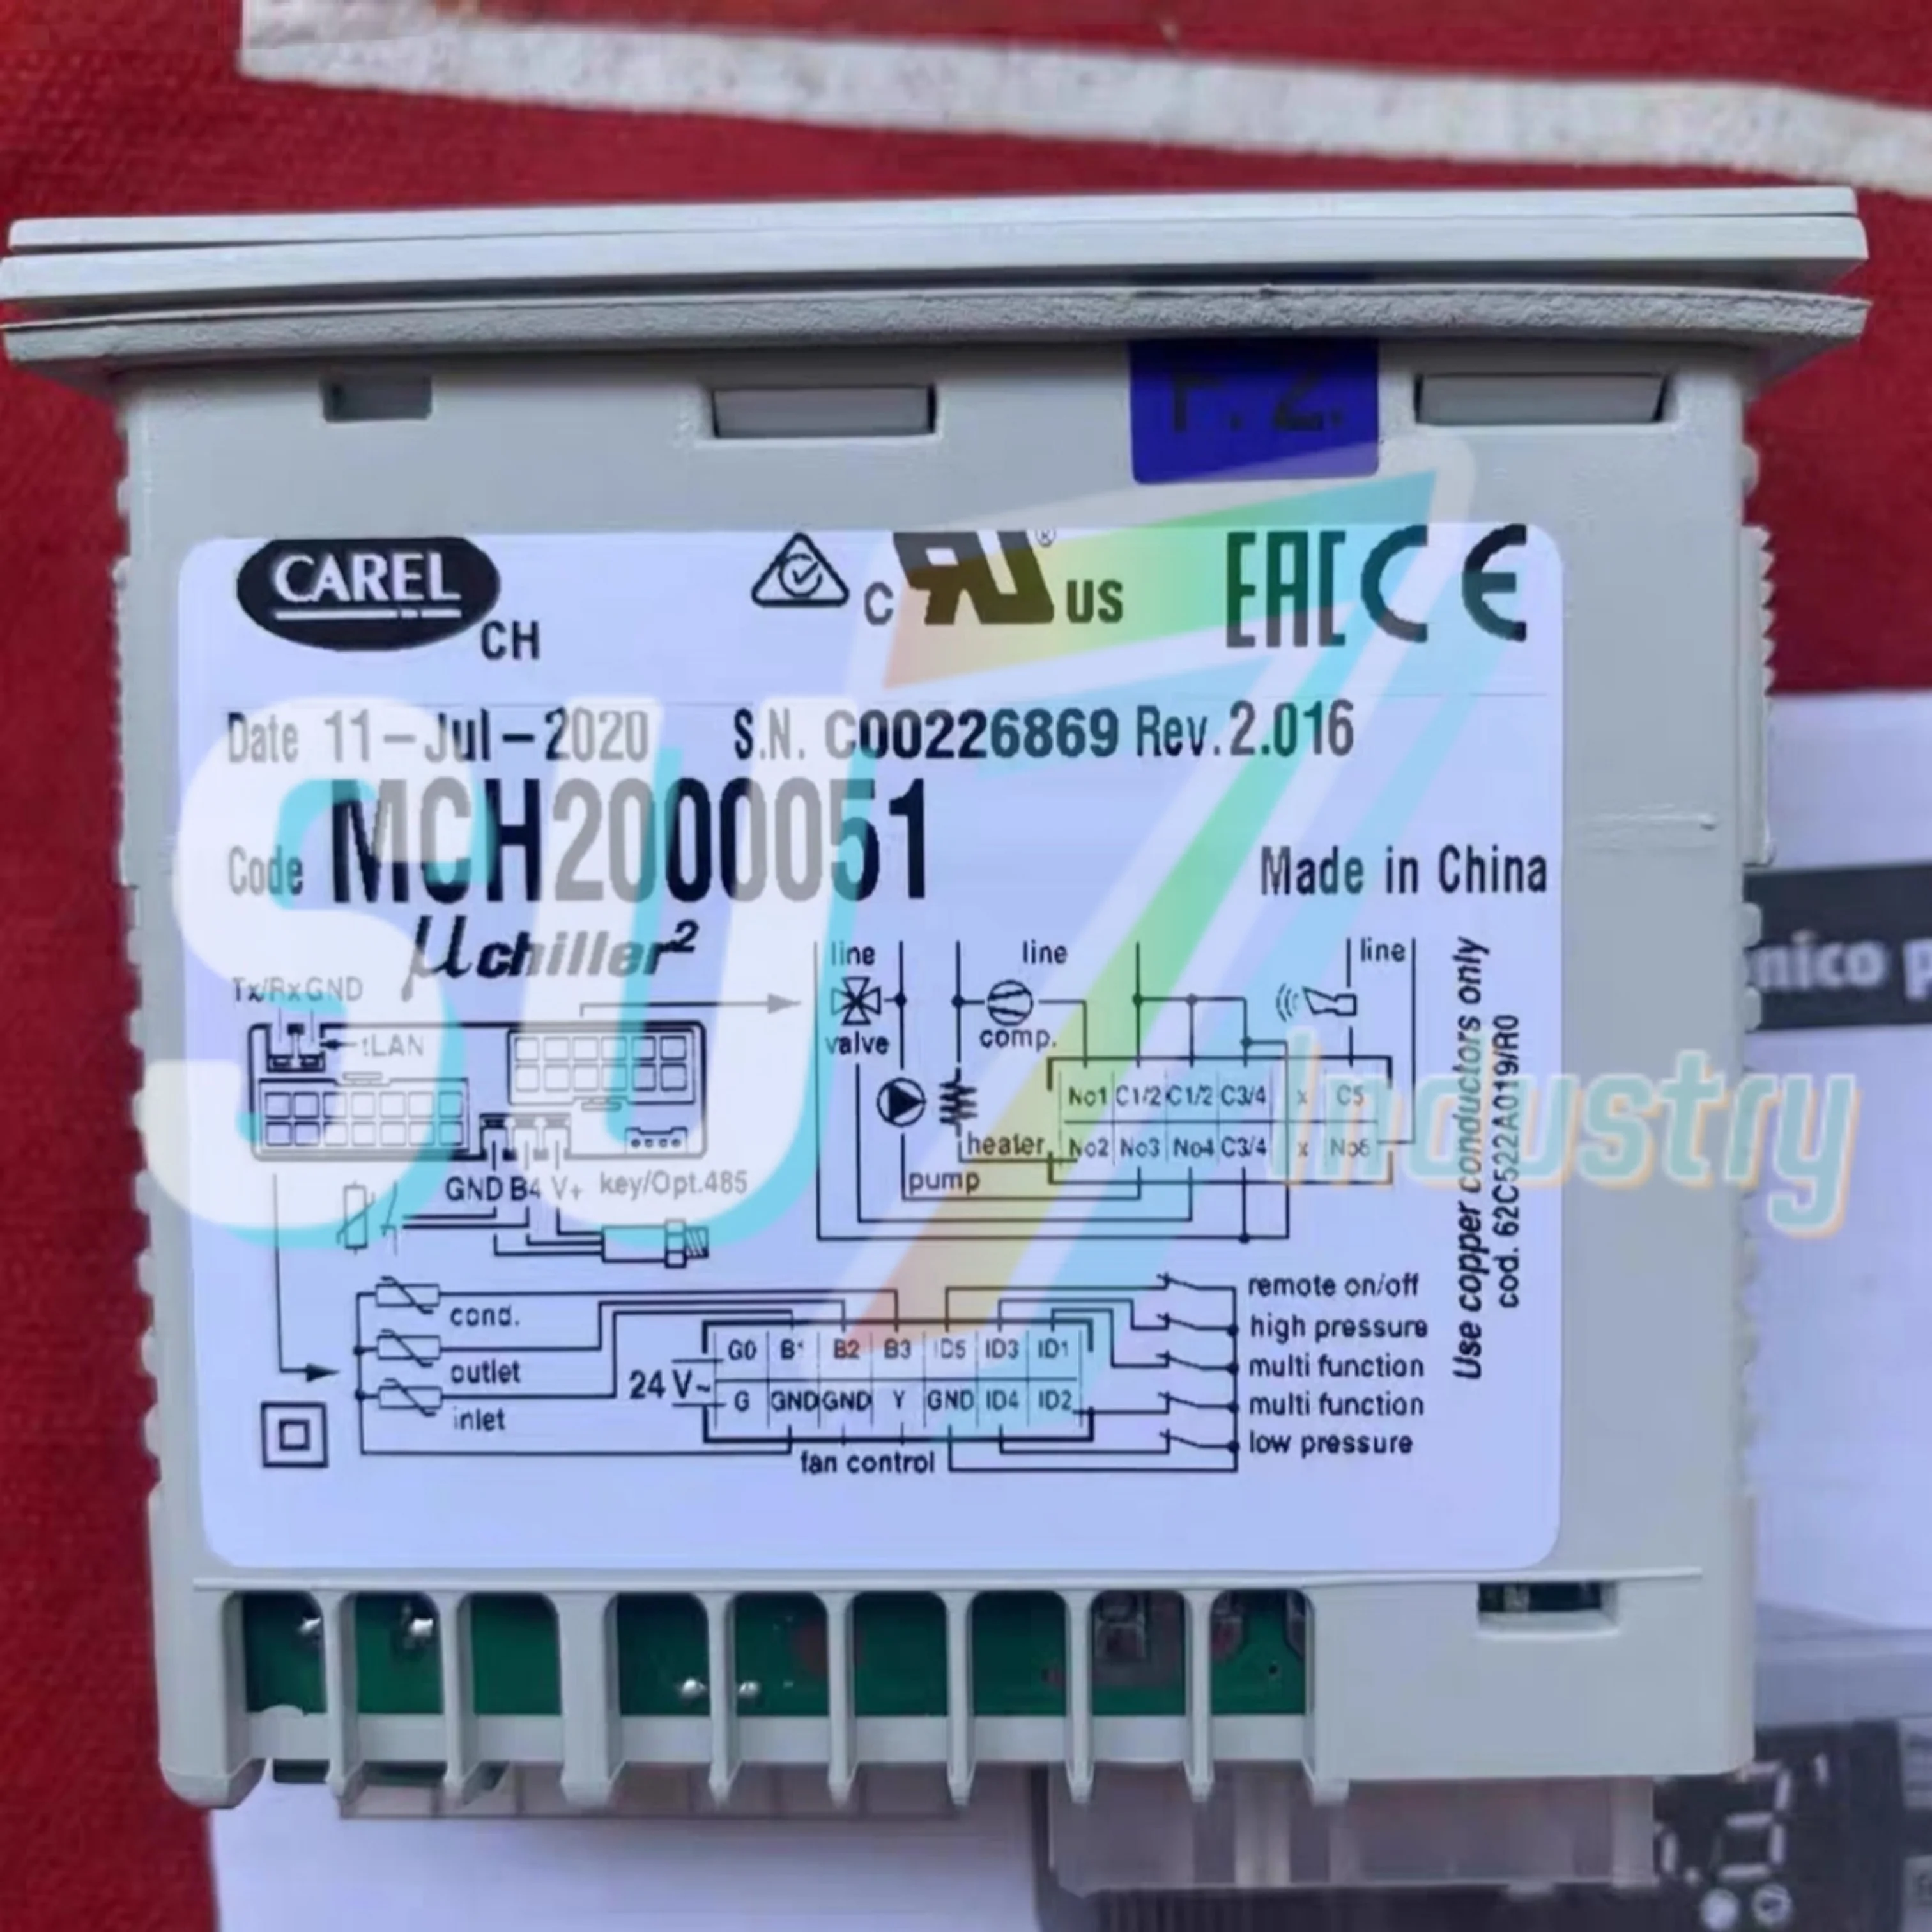 F.Z.
CAREL
CH
C RU® US EAC CE
Date 11-Jul-2020 S.N. C00226869 Rev.2.016
Code MCH2000051
Made in China
µchiller²
Tx/Rx GND
tLAN
GND B4 V+ key/Opt.485
line line line
valve comp.
heater
pump
No1 C1/2 C1/2 C3/4 x C5
No2 No3 No4 C3/4 x No5
Use copper conductors only
cod. 62C522A019/R0
cond.
outlet
inlet
24 V~
G0 B1 B2 B3 ID5 ID3 ID1
G GND GND Y GND ID4 ID2
fan control
remote on/off
high pressure
multi function
multi function
low pressure
SU7
Industry
nico p